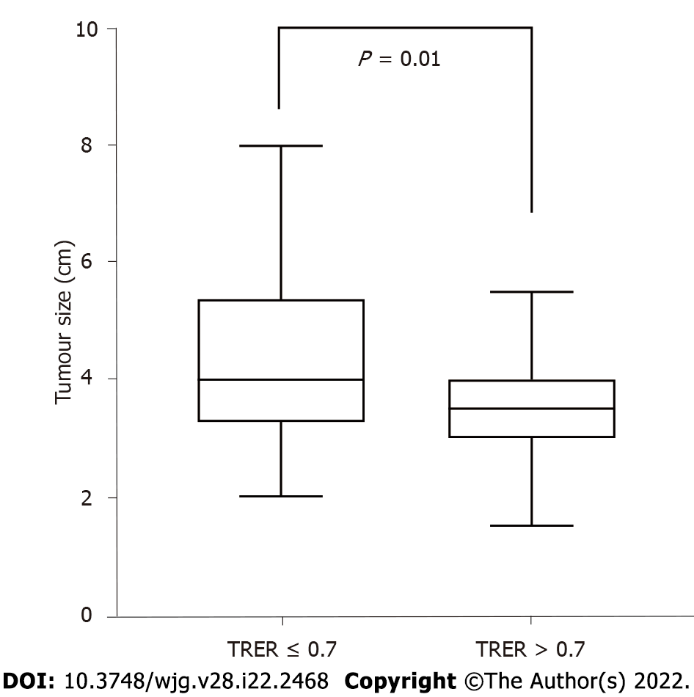 10
P = 0.01
8
6
4
2
0
Tumour size (cm)
TRER ≤ 0.7
TRER > 0.7
DOI: 10.3748/wjg.v28.i22.2468 Copyright ©The Author(s) 2022.